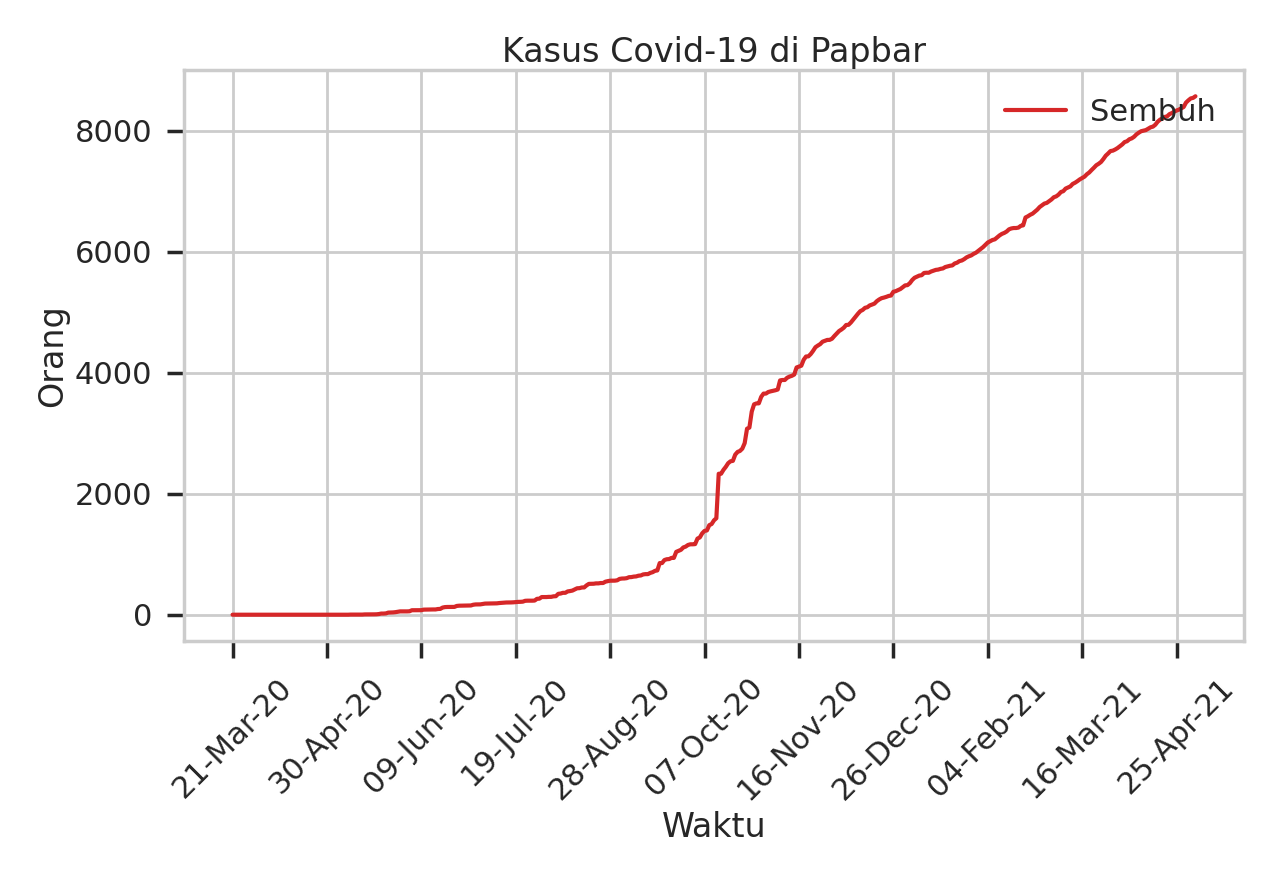 Kasus Covid-19 di Papbar
Sembuh
8000
6000
4000
2000
0
Orang
21-Mar-20
30-Apr-20
09-Jun-20
19-Jul-20
28-Aug-20
07-Oct-20
16-Nov-20
26-Dec-20
04-Feb-21
16-Mar-21
25-Apr-21
Waktu